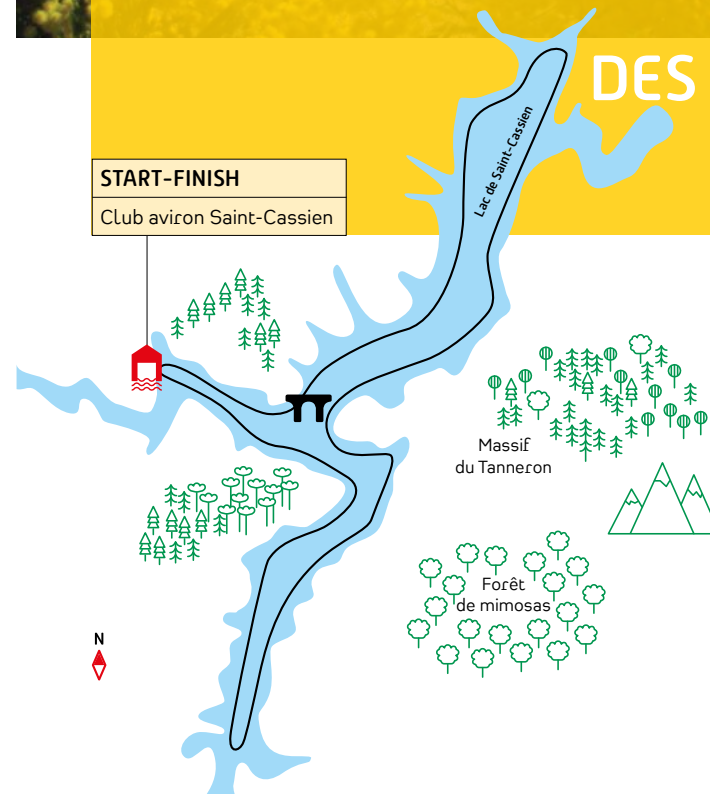 DES
Lac de Saint-Cassien
START-FINISH
Club aviron Saint-Cassien
Massif
du Tanneron
Forêt
de mimosas
N